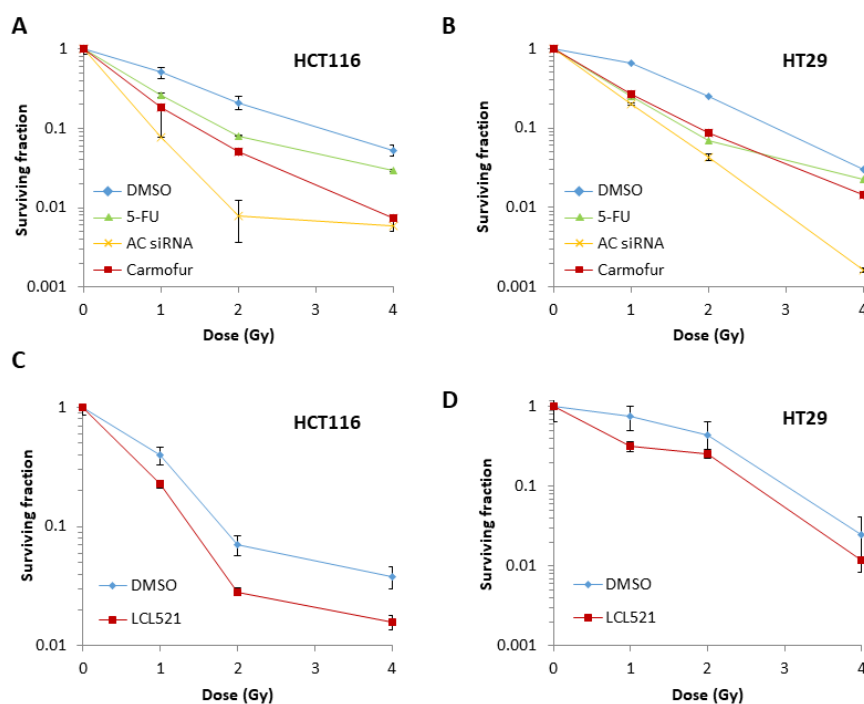 A
HCT116
Surviving fraction
1
0.1
0.01
0.001
DMSO
5-FU
AC siRNA
Carmofur
0 1 2 3 4
Dose (Gy)
B
HT29
Surviving fraction
1
0.1
0.01
0.001
DMSO
5-FU
AC siRNA
Carmofur
0 1 2 3 4
Dose (Gy)
C
HCT116
Surviving fraction
1
0.1
0.01
DMSO
LCL521
0 1 2 3 4
Dose (Gy)
D
HT29
Surviving fraction
1
0.1
0.01
0.001
DMSO
LCL521
0 1 2 3 4
Dose (Gy)